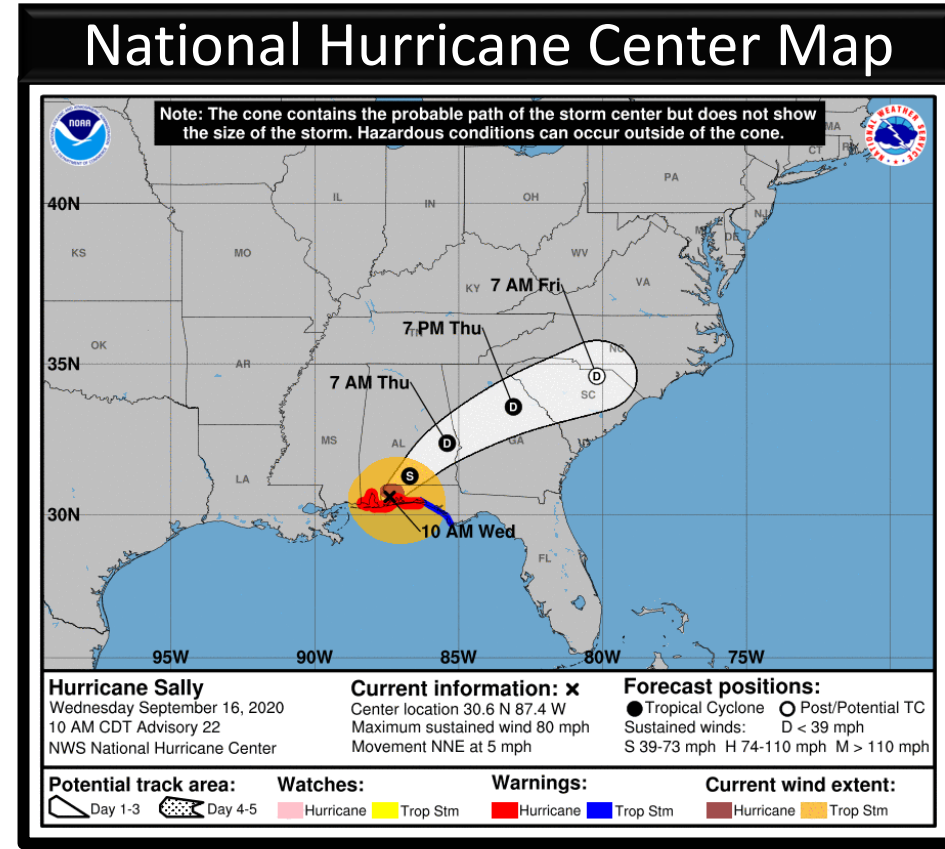 National Hurricane Center Map
Note: The cone contains the probable path of the storm center but does not show
the size of the storm. Hazardous conditions can occur outside of the cone.
NOAA
NATIONAL WEATHER SERVICE
MA
CT
PA
IL
IN
OH
40N
NJ
DE
KS
MO
WV
KY
7 AM Fri
VA
7 PM Thu
TN
OK
AR
35N
NC
7 AM Thu
D
SC
D
MS
AL
D
GA
LA
S
30N
10 AM Wed
FL
95W
90W
85W
80W
75W
Hurricane Sally
Wednesday September 16, 2020
10 AM CDT Advisory 22
NWS National Hurricane Center
Current information: ×
Center location 30.6 N 87.4 W
Maximum sustained wind 80 mph
Movement NNE at 5 mph
Forecast positions:
Tropical Cyclone Post/Potential TC
Sustained winds: D < 39 mph
S 39-73 mph H 74-110 mph M > 110 mph
Potential track area:
Day 1-3 Day 4-5
Watches:
Hurricane Trop Stm
Warnings:
Hurricane Trop Stm
Current wind extent:
Hurricane Trop Stm